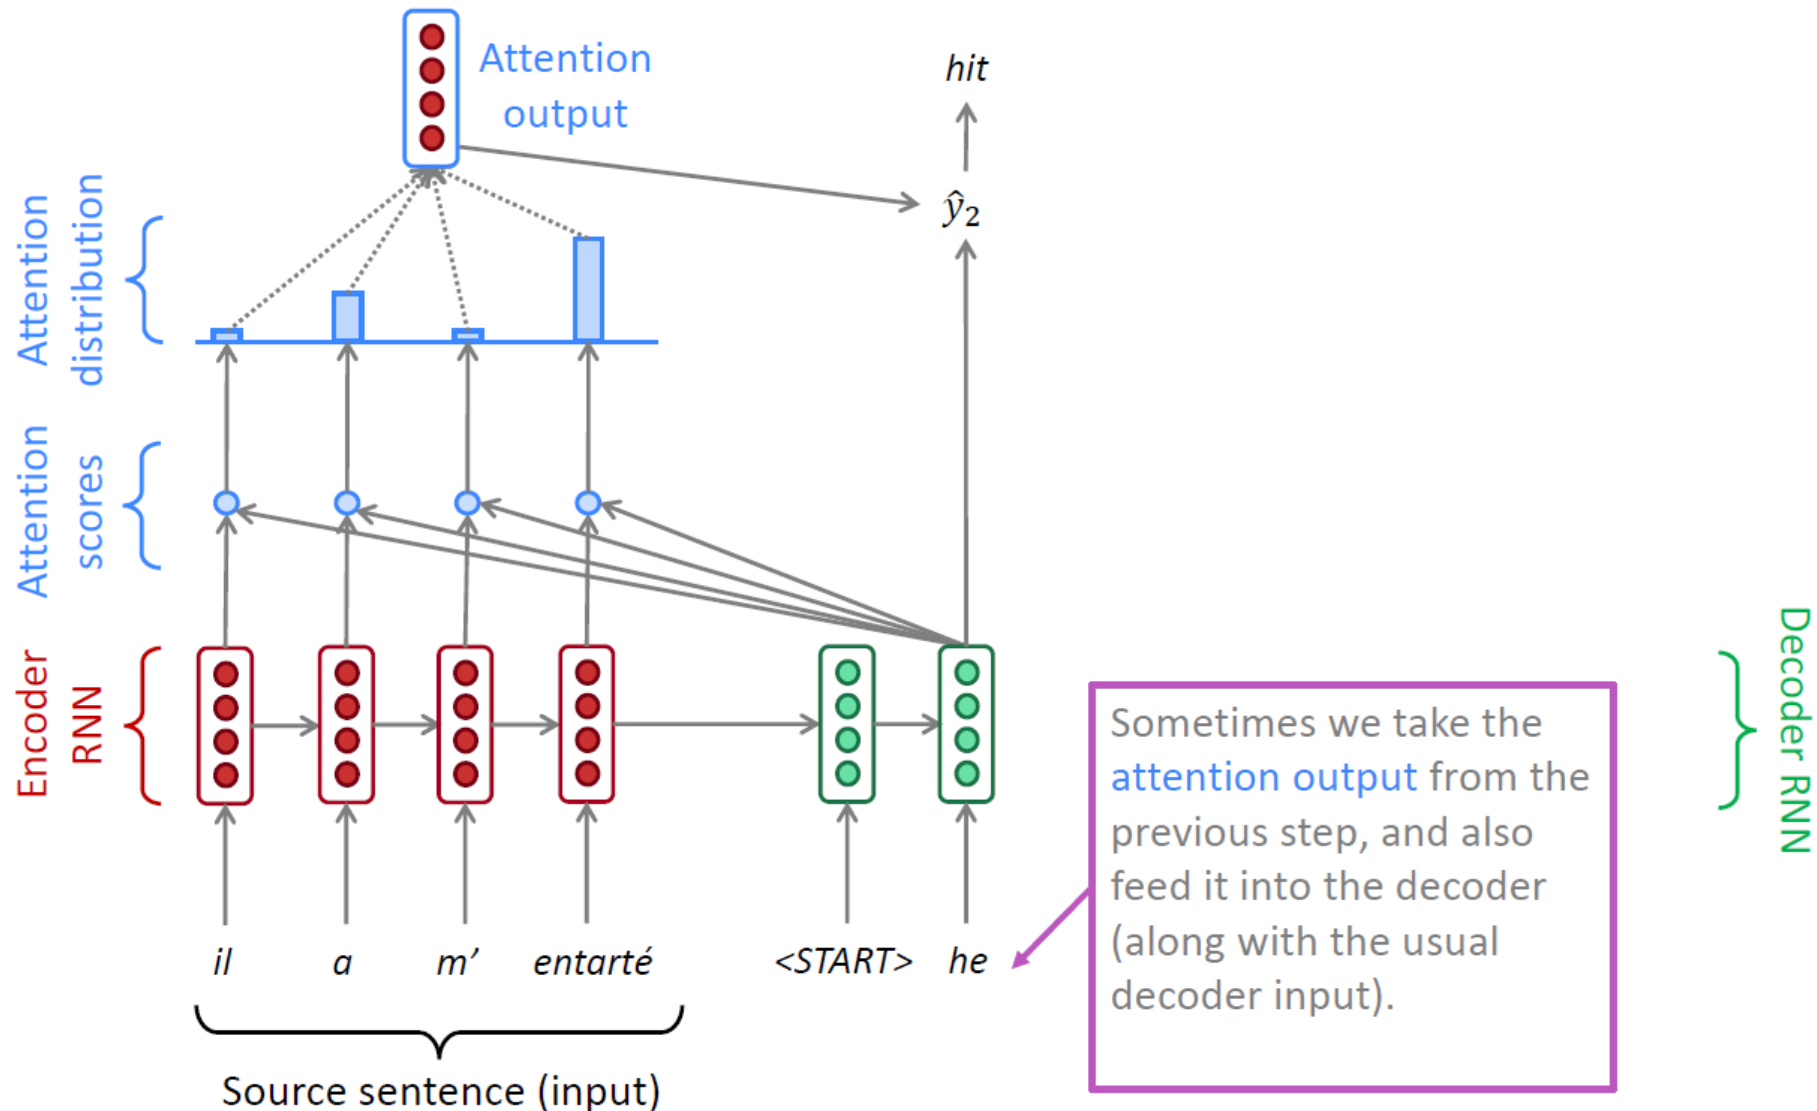 Attention
output
hit
ŷ₂
Attention
distribution
Attention
scores
Encoder
RNN
Decoder RNN
Sometimes we take the
attention output from the
previous step, and also
feed it into the decoder
(along with the usual
decoder input).
il a m’ entarté <START> he
Source sentence (input)